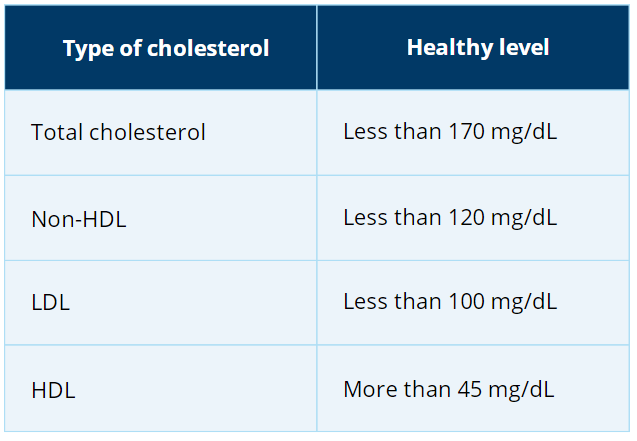 Type of cholesterol Healthy level
Total cholesterol Less than 170 mg/dL
Non-HDL Less than 120 mg/dL
LDL Less than 100 mg/dL
HDL More than 45 mg/dL